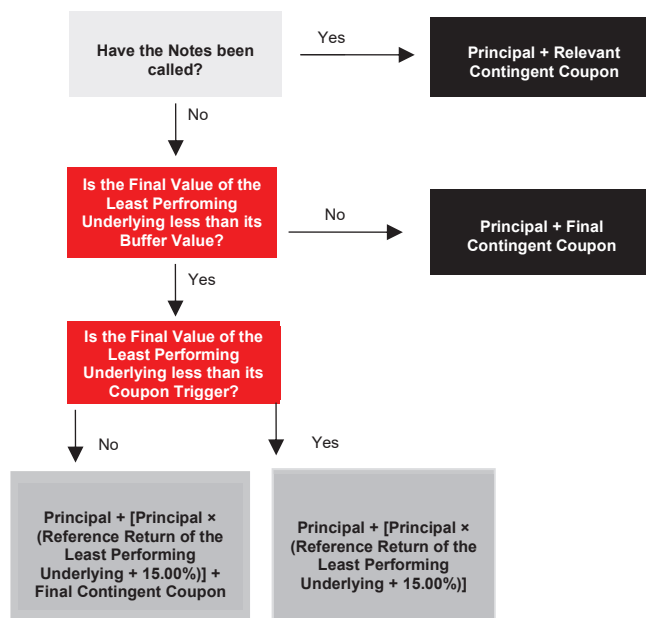 Have the Notes been
called?
Yes
Principal + Relevant
Contingent Coupon
No
Is the Final Value of the
Least Perfroming
Underlying less than its
Buffer Value?
No
Principal + Final
Contingent Coupon
Yes
Is the Final Value of the
Least Performing
Underlying less than its
Coupon Trigger?
No
Yes
Principal + [Principal ×
(Reference Return of the
Least Performing
Underlying + 15.00%)] +
Final Contingent Coupon
Principal + [Principal ×
(Reference Return of the
Least Performing
Underlying + 15.00%)]